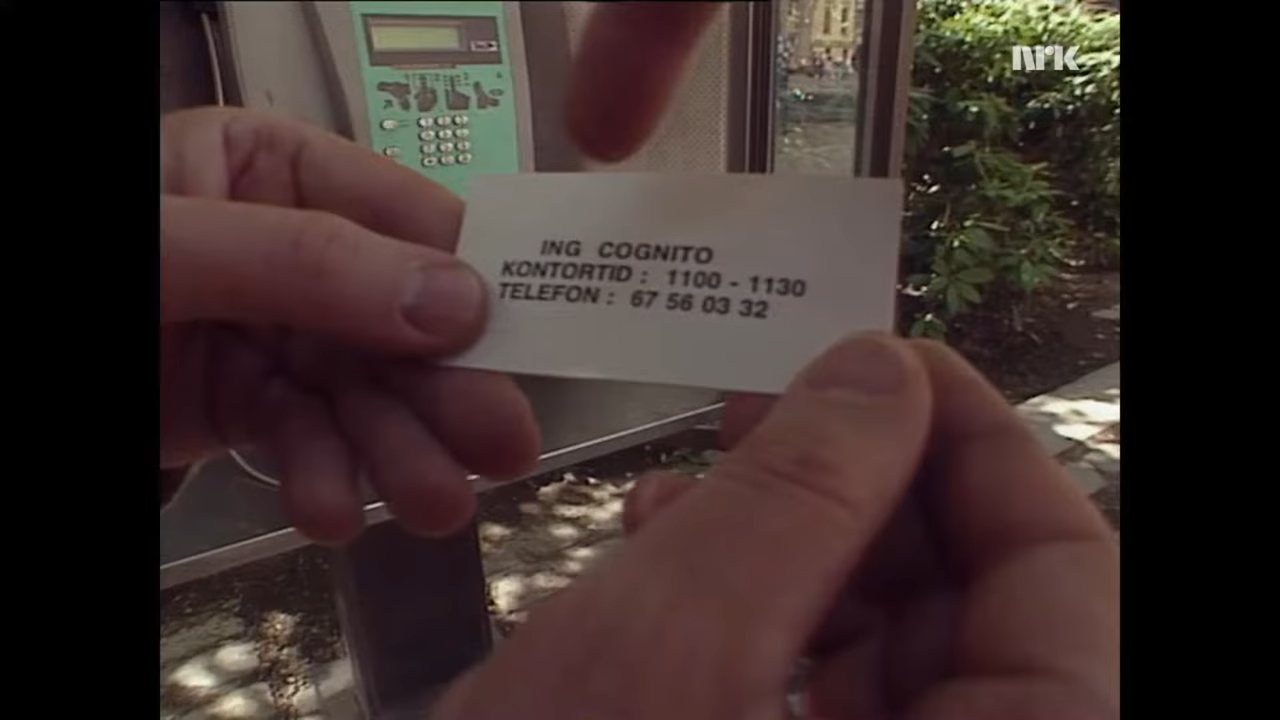 nrk
ING COGNITO
KONTORTID : 1100 - 1130
TELEFON : 67 56 03 32